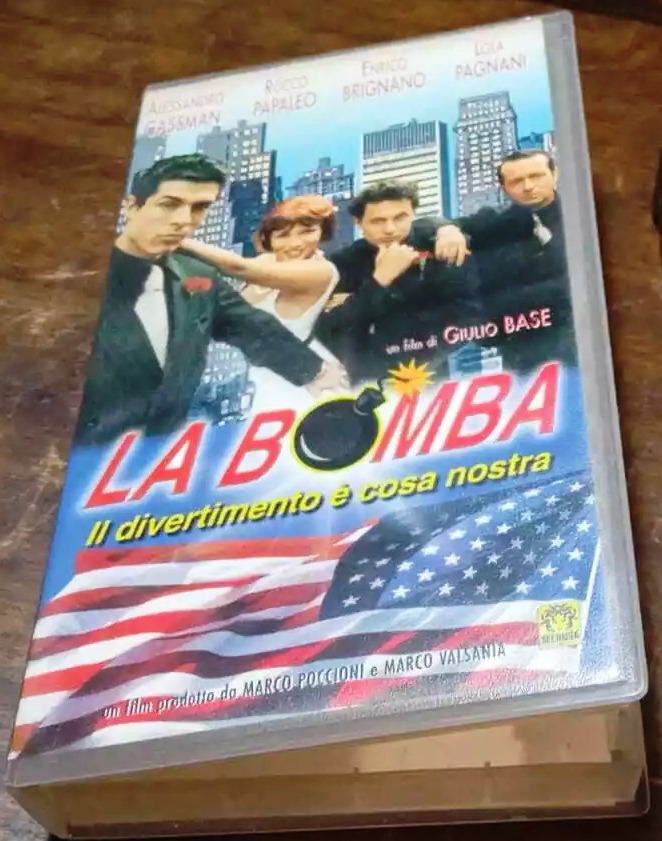 ALESSANDRO GASSMAN
ROCCO PAPALEO
ENRICO BRIGNANO
LOLA PAGNANI
un film di GIULIO BASE
LA BOMBA
Il divertimento è cosa nostra
MEDUSA
un film prodotto da MARCO POCCIONI e MARCO VALSANIA